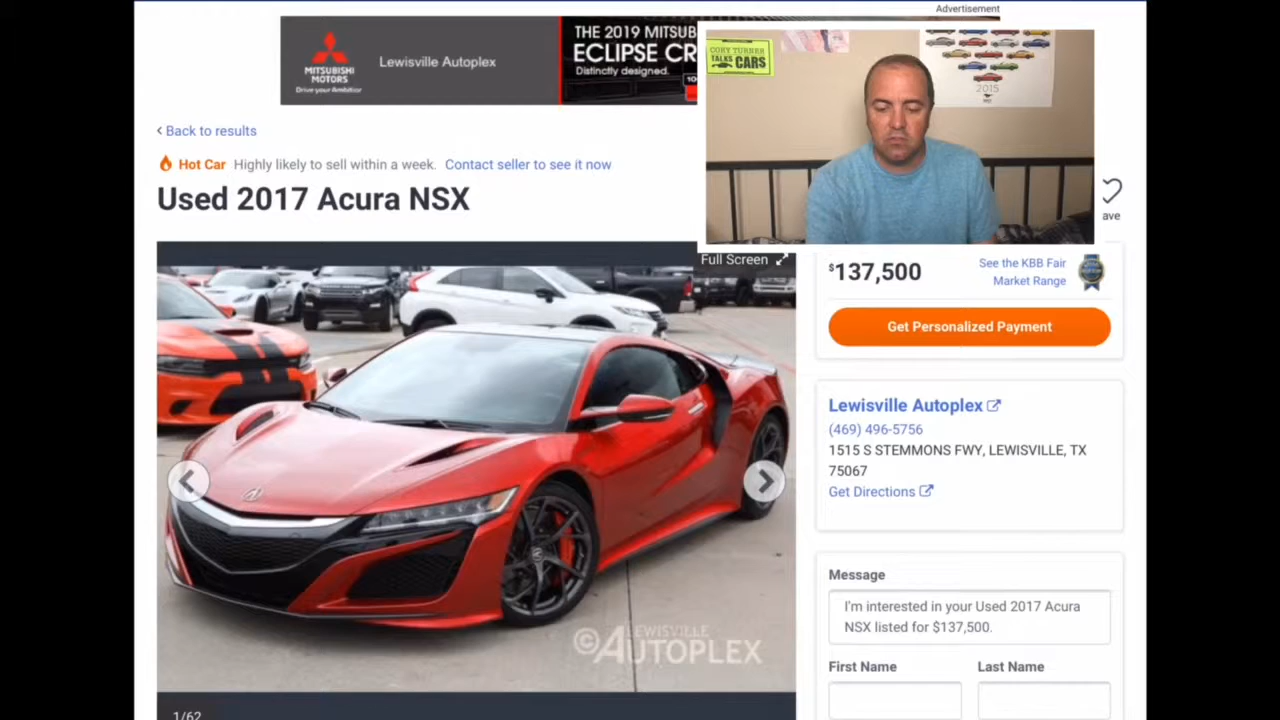 Advertisement
MITSUBISHI
MOTORS
Drive your Ambition
Lewisville Autoplex
THE 2019 MITSUB
ECLIPSE CR
Distinctly designed.
CORY TURNER
TALKS CARS
2015
Back to results
Hot Car Highly likely to sell within a week. Contact seller to see it now
Used 2017 Acura NSX
ave
Full Screen
$137,500
See the KBB Fair
Market Range
Get Personalized Payment
Lewisville Autoplex
(469) 496-5756
1515 S STEMMONS FWY, LEWISVILLE, TX
75067
Get Directions
©LEWISVILLE
AUTOPLEX
Message
I'm interested in your Used 2017 Acura
NSX listed for $137,500.
First Name
Last Name
1/62